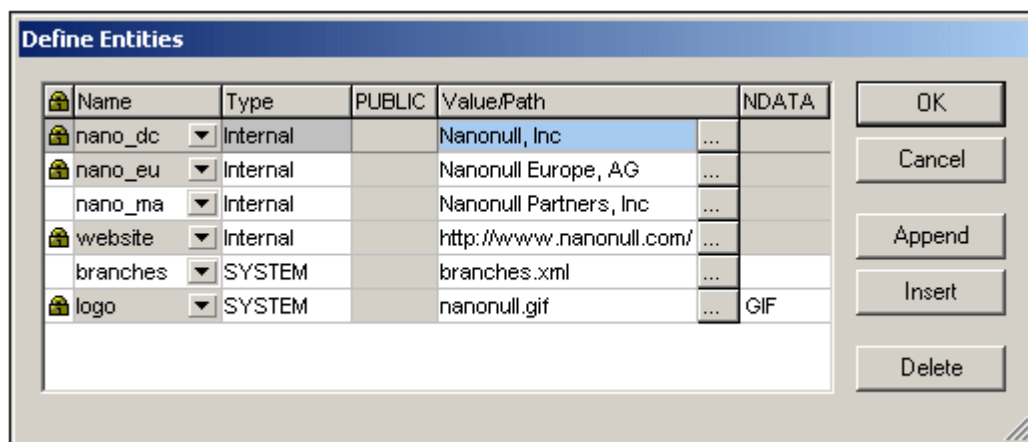 Define Entities
Name Type PUBLIC Value/Path NDATA
nano_dc Internal Nanonull, Inc ...
nano_eu Internal Nanonull Europe, AG ...
nano_ma Internal Nanonull Partners, Inc ...
website Internal http://www.nanonull.com/ ...
branches SYSTEM branches.xml ...
logo SYSTEM nanonull.gif ... GIF
OK
Cancel
Append
Insert
Delete